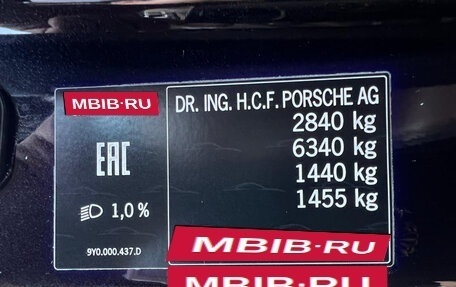 MBIB·RU
DR. ING. H.C.F. PORSCHE AG
2840 kg
6340 kg
1440 kg
1455 kg
EAC
1,0 %
9Y0.000.437.D
MBIB·RU
MBIB·RU